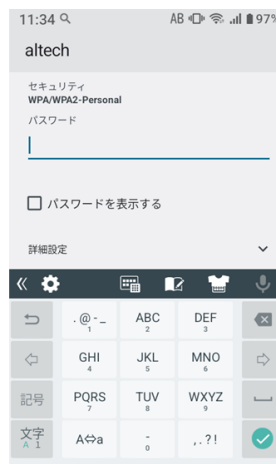 11:34 AB 97%
altech
セキュリティ
WPA/WPA2-Personal
パスワード
パスワードを表示する
詳細設定
.@-_ ABC DEF
1 2 3
GHI JKL MNO
4 5 6
記号 PQRS TUV WXYZ
7 8 9
文字 A⇔a - ,.?!
A 1 0